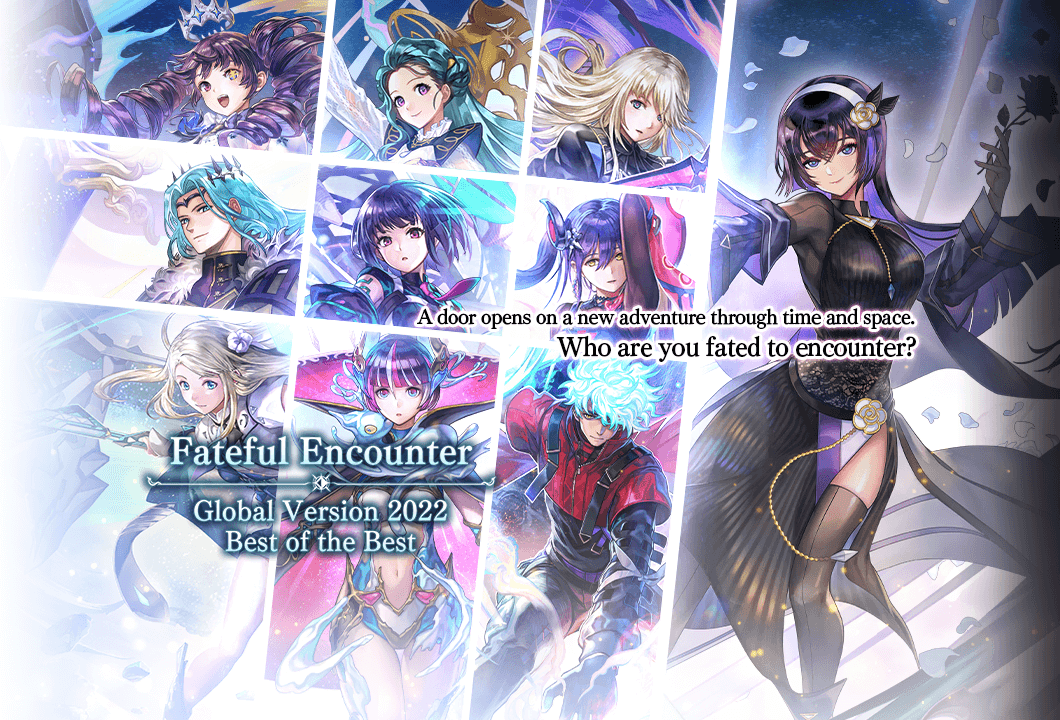 A door opens on a new adventure through time and space.
Who are you fated to encounter?
Fateful Encounter
Global Version 2022
Best of the Best